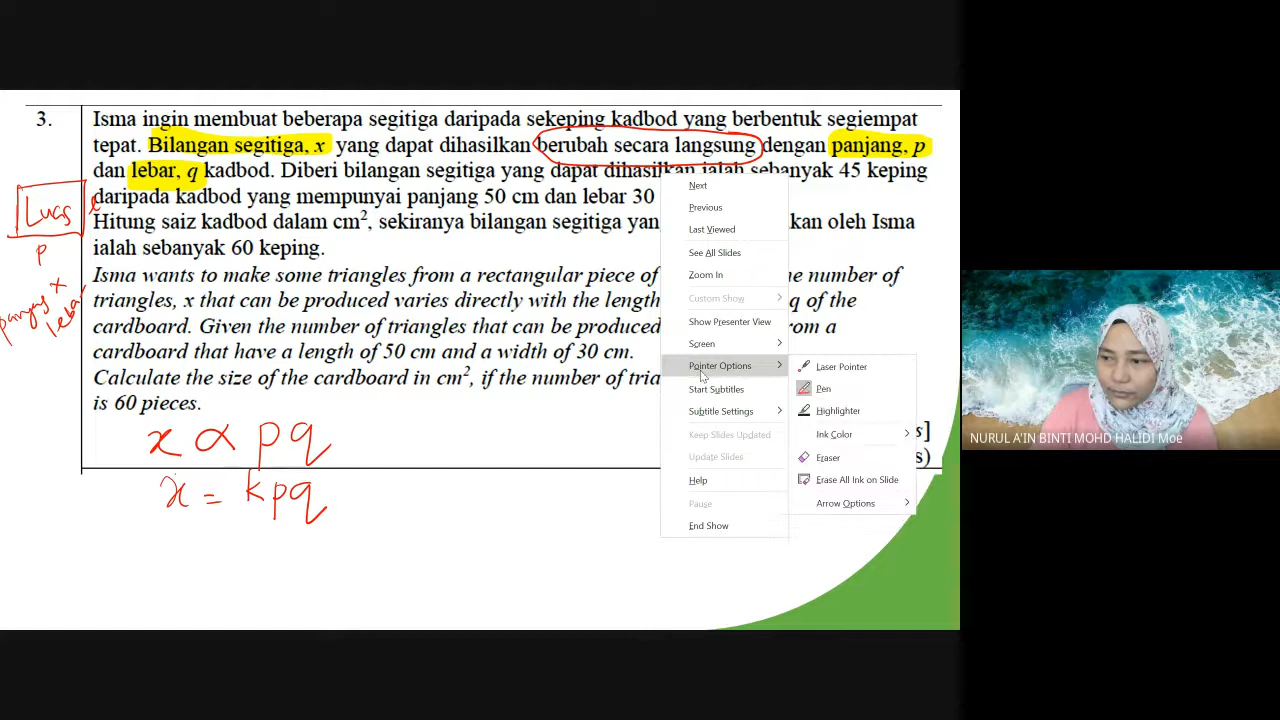 3.
Isma ingin membuat beberapa segitiga daripada sekeping kadbod yang berbentuk segiempat
tepat. Bilangan segitiga, x yang dapat dihasilkan berubah secara langsung dengan panjang, p
dan lebar, q kadbod. Diberi bilangan segitiga yang dapat dihasilkan ialah sebanyak 45 keping
daripada kadbod yang mempunyai panjang 50 cm dan lebar 30
Hitung saiz kadbod dalam cm², sekiranya bilangan segitiga yan kan oleh Isma
ialah sebanyak 60 keping.
Isma wants to make some triangles from a rectangular piece of he number of
triangles, x that can be produced varies directly with the length q of the
cardboard. Given the number of triangles that can be produced rom a
cardboard that have a length of 50 cm and a width of 30 cm.
Calculate the size of the cardboard in cm², if the number of tria
is 60 pieces.
s]
s)
Luas l
p
panjang x
lebar
x ∝ pq
x = kpq
Next
Previous
Last Viewed
See All Slides
Zoom In
Custom Show
Show Presenter View
Screen
Pointer Options
Start Subtitles
Subtitle Settings
Keep Slides Updated
Update Slides
Help
Pause
End Show
Laser Pointer
Pen
Highlighter
Ink Color
Eraser
Erase All Ink on Slide
Arrow Options
NURUL A'IN BINTI MOHD HALIDI Moe